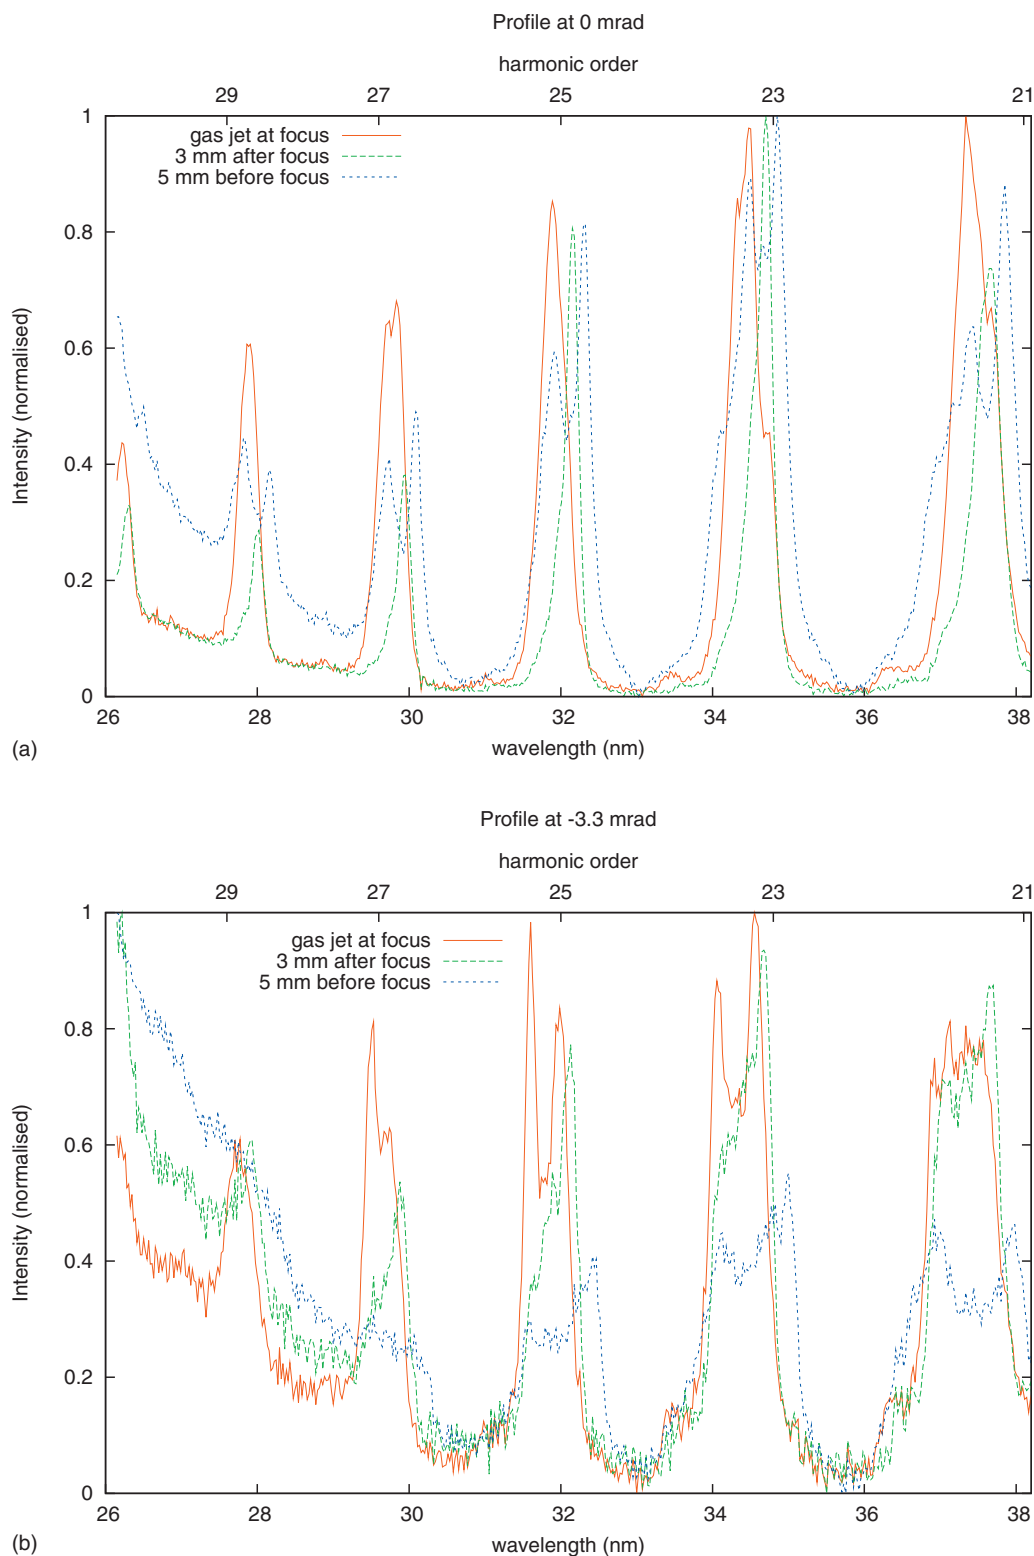 Profile at 0 mrad
harmonic order
29 27 25 23 21
gas jet at focus
3 mm after focus
5 mm before focus
1
0.8
0.6
0.4
0.2
0
Intensity (normalised)
26 28 30 32 34 36 38
wavelength (nm)
(a)
Profile at -3.3 mrad
harmonic order
29 27 25 23 21
gas jet at focus
3 mm after focus
5 mm before focus
1
0.8
0.6
0.4
0.2
0
Intensity (normalised)
26 28 30 32 34 36 38
wavelength (nm)
(b)